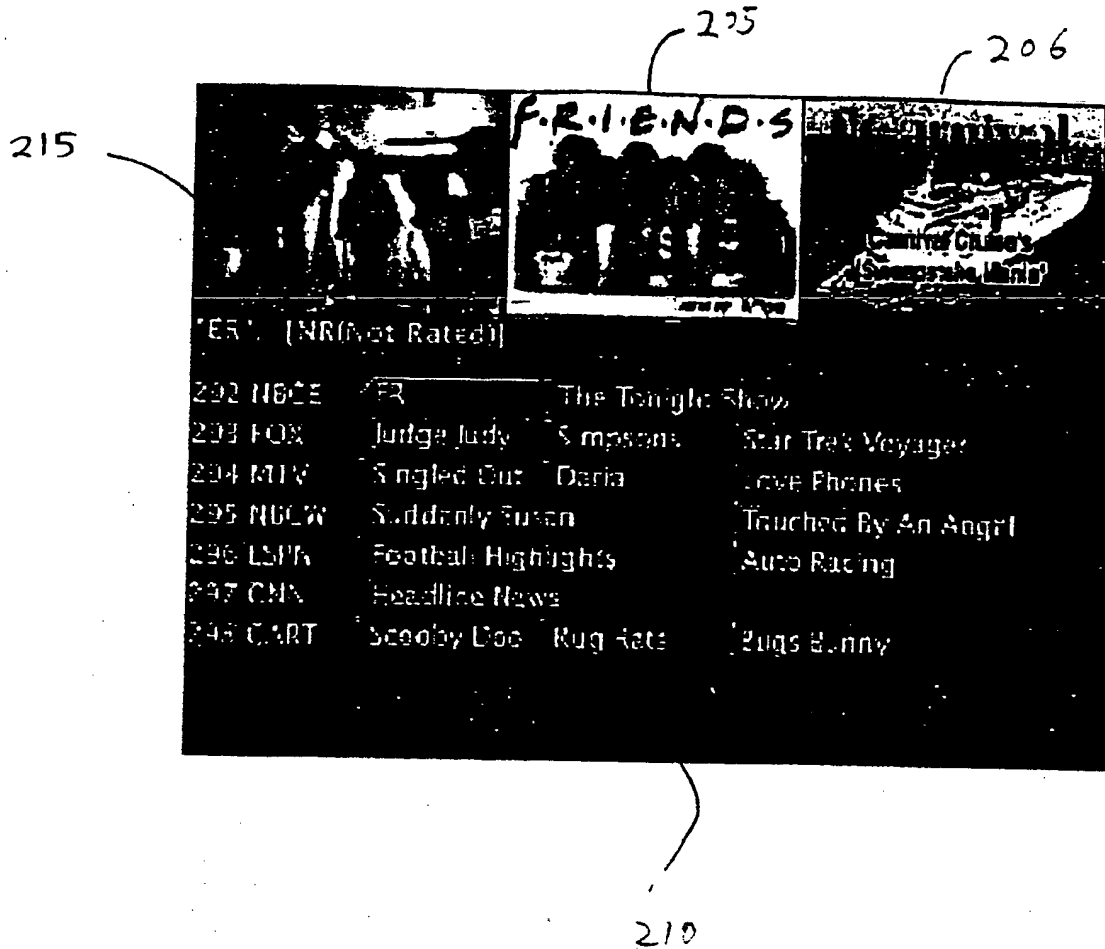 205
206
215
F·R·I·E·N·D·S
Carnival Cruise's
"ER". [NR(Not Rated)]
292 NBCE ER The Tonight Show
293 FOX Judge Judy Simpsons Star Trek Voyager
294 MTV Singled Out Daria Love Phones
295 NBCW Suddenly Susan Touched By An Angel
296 ESPN Football Highlights Auto Racing
297 CNN Headline News
298 CART Scooby Doo Rug Rats Bugs Bunny
210